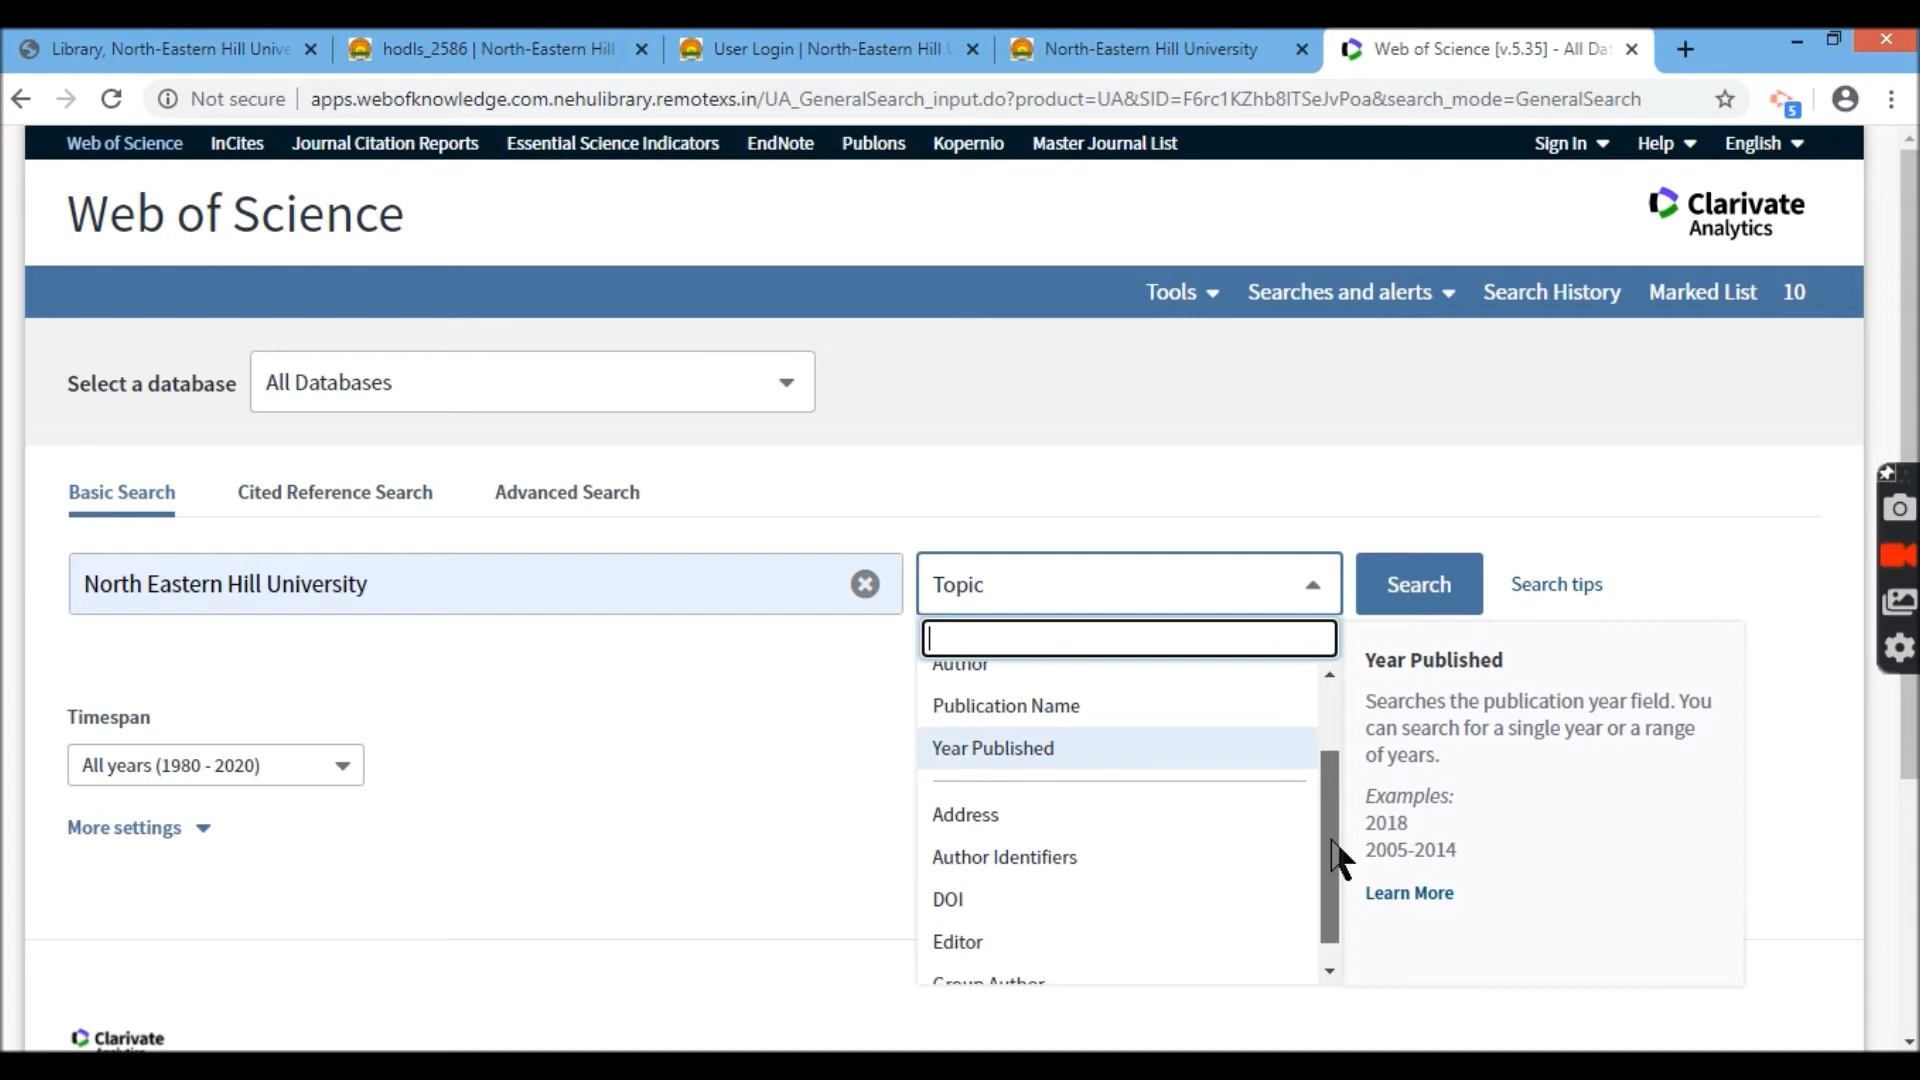 Library, North-Eastern Hill Unive
hodls_2586 | North-Eastern Hill
User Login | North-Eastern Hill
North-Eastern Hill University
Web of Science [v.5.35] - All Da
Not secure
apps.webofknowledge.com.nehulibrary.remotexs.in/UA_GeneralSearch_input.do?product=UA&SID=F6rc1KZhb8ITSeJvPoa&search_mode=GeneralSearch
5
Web of Science InCites Journal Citation Reports Essential Science Indicators EndNote Publons Kopernio Master Journal List Sign In Help English
Web of Science
Clarivate
Analytics
Tools Searches and alerts Search History Marked List 10
Select a database All Databases
Basic Search Cited Reference Search Advanced Search
North Eastern Hill University Topic Search Search tips
Author
Publication Name
Year Published
Address
Author Identifiers
DOI
Editor
Group Author
Year Published
Searches the publication year field. You
can search for a single year or a range
of years.
Examples:
2018
2005-2014
Learn More
Timespan
All years (1980 - 2020)
More settings
Clarivate
Analytics